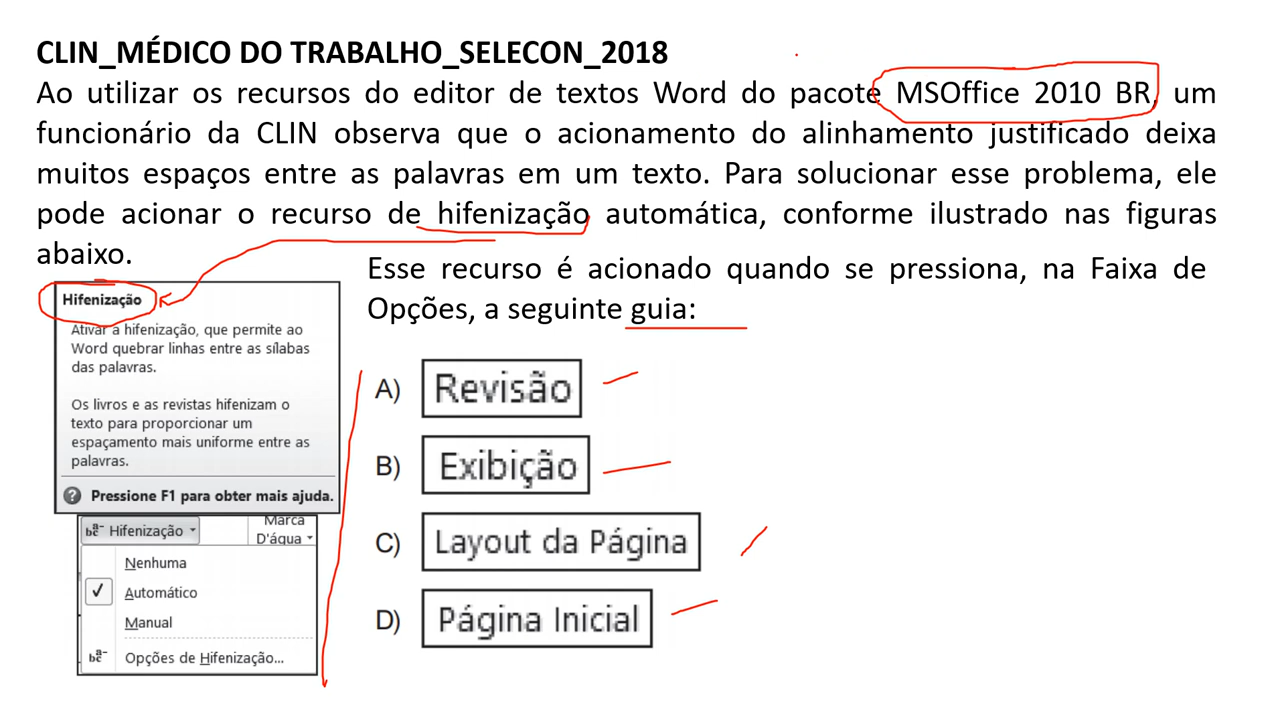 CLIN_MÉDICO DO TRABALHO_SELECON_2018
Ao utilizar os recursos do editor de textos Word do pacote MSOffice 2010 BR, um
funcionário da CLIN observa que o acionamento do alinhamento justificado deixa
muitos espaços entre as palavras em um texto. Para solucionar esse problema, ele
pode acionar o recurso de hifenização automática, conforme ilustrado nas figuras
abaixo.
Hifenização
Ativar a hifenização, que permite ao
Word quebrar linhas entre as sílabas
das palavras.
Os livros e as revistas hifenizam o
texto para proporcionar um
espaçamento mais uniforme entre as
palavras.
Pressione F1 para obter mais ajuda.
Hifenização
Marca
D'água
Nenhuma
Automático
Manual
Opções de Hifenização...
Esse recurso é acionado quando se pressiona, na Faixa de
Opções, a seguinte guia:
A) Revisão
B) Exibição
C) Layout da Página
D) Página Inicial